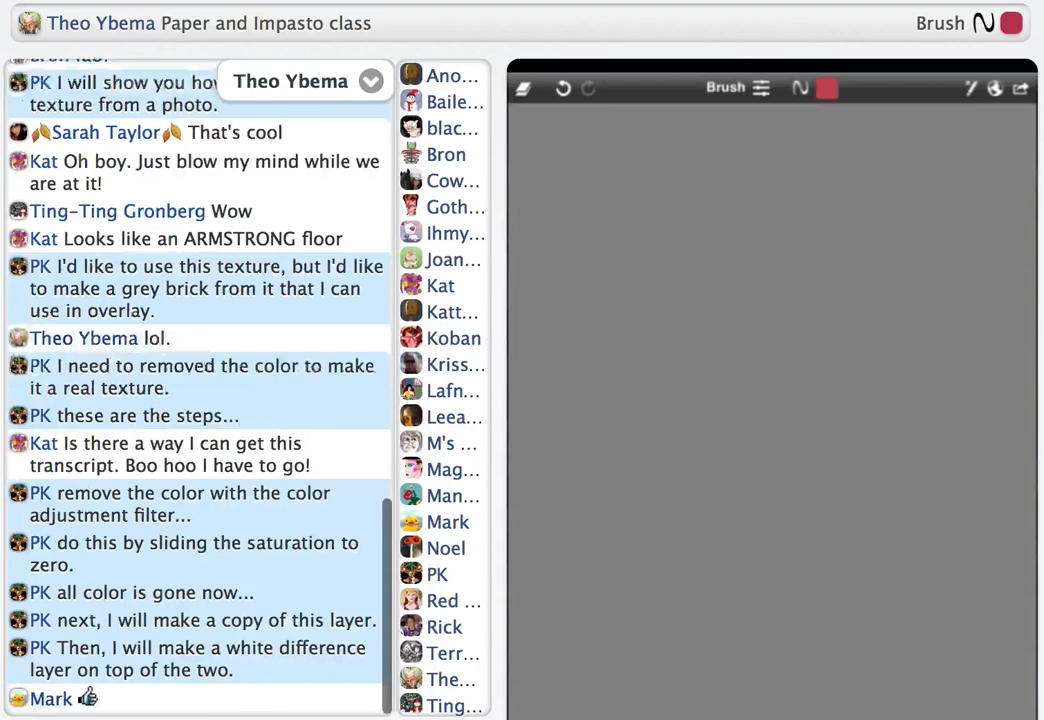 Theo Ybema Paper and Impasto class
Brush
PK I will show you how
texture from a photo.
Theo Ybema
Sarah Taylor That's cool
Kat Oh boy. Just blow my mind while we
are at it!
Ting-Ting Gronberg Wow
Kat Looks like an ARMSTRONG floor
PK I'd like to use this texture, but I'd like
to make a grey brick from it that I can
use in overlay.
Theo Ybema lol.
PK I need to removed the color to make
it a real texture.
PK these are the steps...
Kat Is there a way I can get this
transcript. Boo hoo I have to go!
PK remove the color with the color
adjustment filter...
PK do this by sliding the saturation to
zero.
PK all color is gone now...
PK next, I will make a copy of this layer.
PK Then, I will make a white difference
layer on top of the two.
Mark
Ano...
Baile...
blac...
Bron
Cow...
Goth...
Ihmy...
Joan...
Kat
Katt...
Koban
Kriss...
Lafn...
Leea...
M's ...
Mag...
Man...
Mark
Noel
PK
Red ...
Rick
Terr...
The...
Ting...
Brush